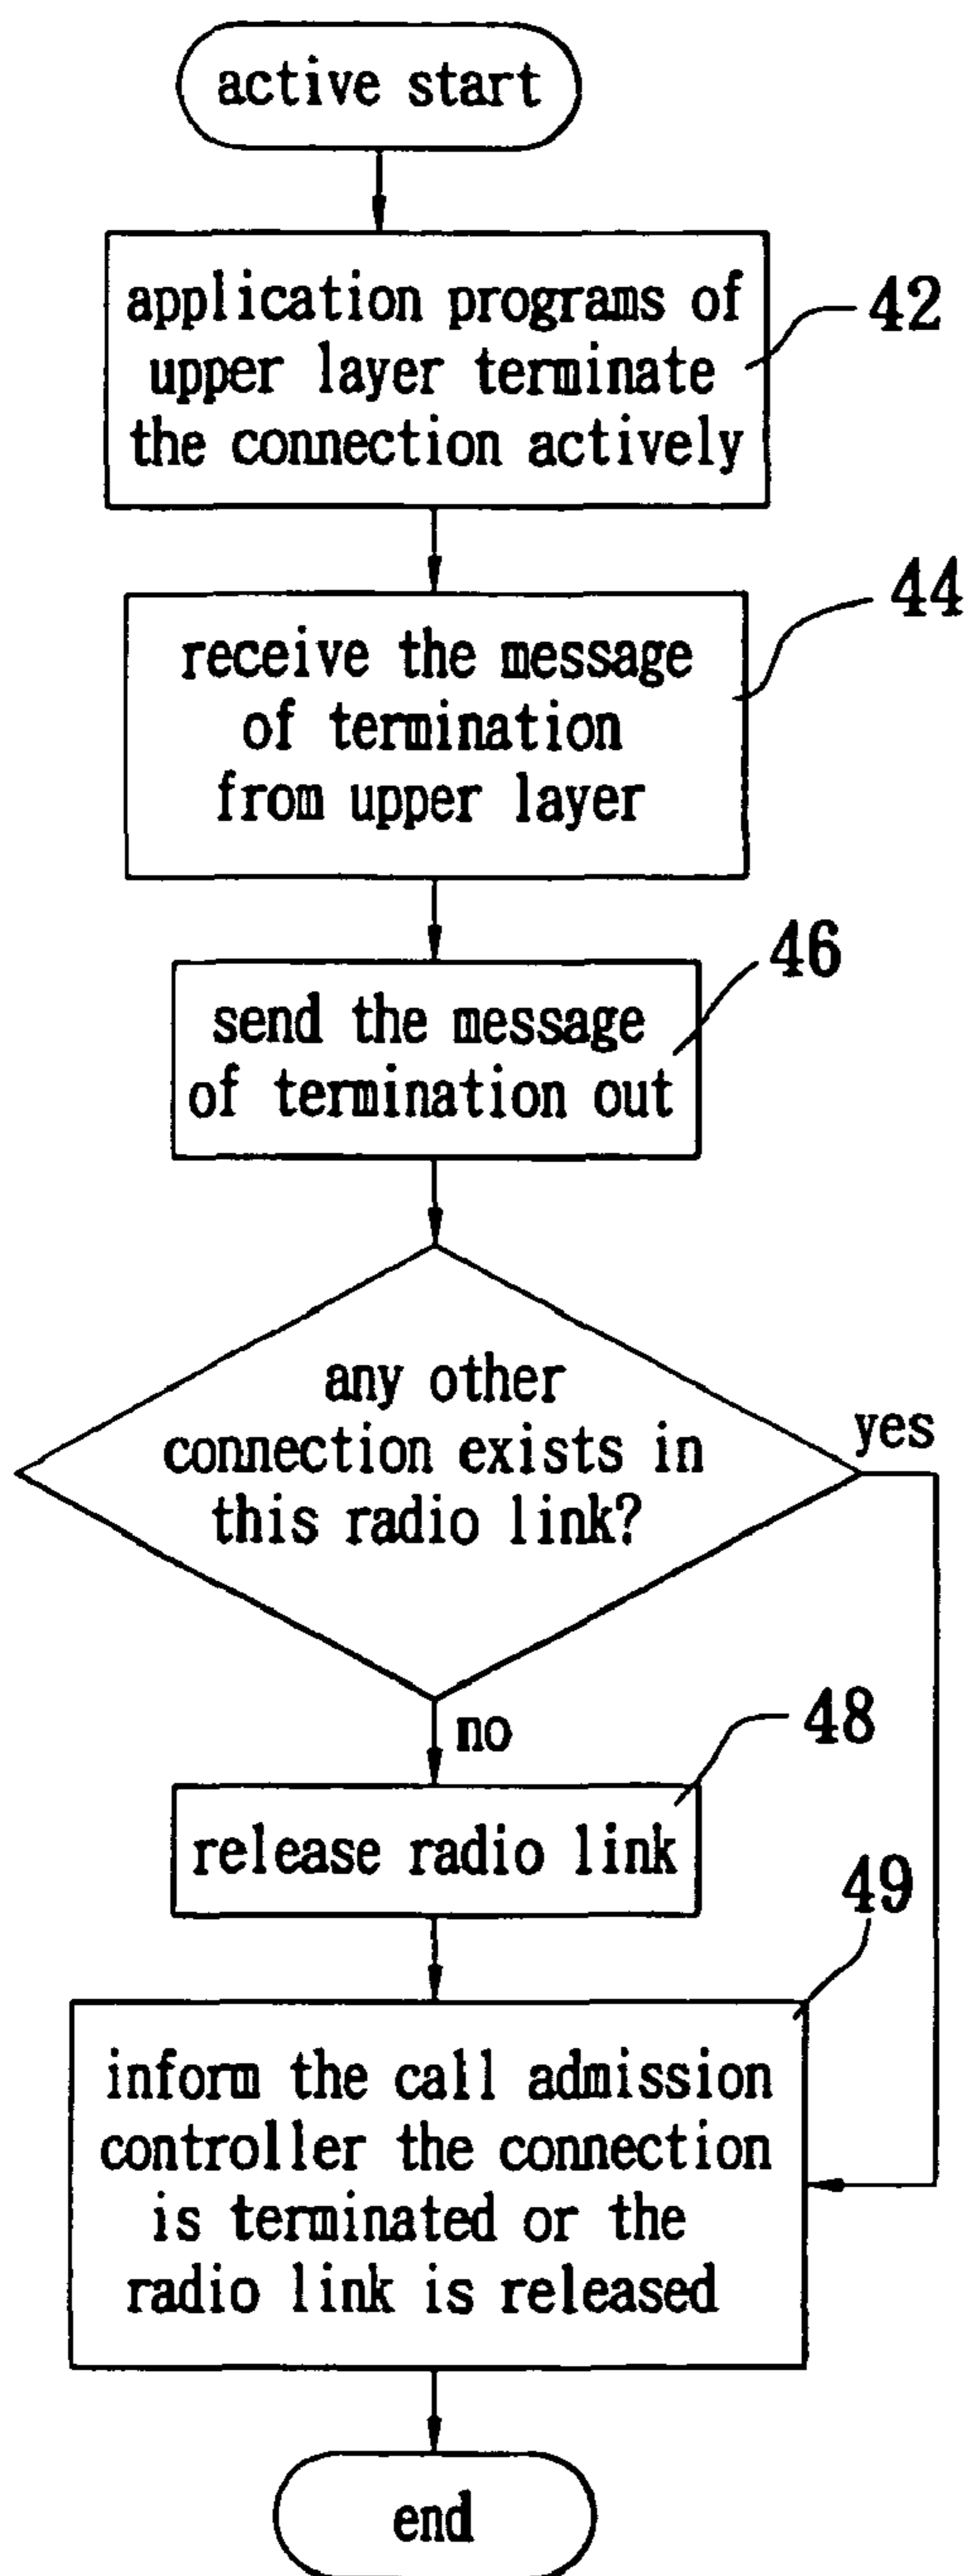 active start
application programs of
upper layer terminate
the connection actively
42
receive the message
of termination
from upper layer
44
send the message
of termination out
46
any other
connection exists in
this radio link?
yes
no
release radio link
48
inform the call admission
controller the connection
is terminated or the
radio link is released
49
end